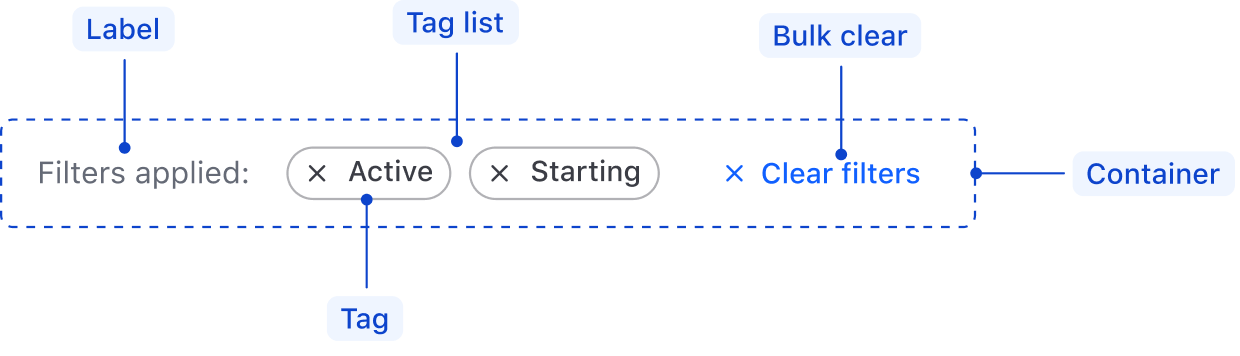 Label
Tag list
Bulk clear
Filters applied:
Active
Starting
Clear filters
Container
Tag